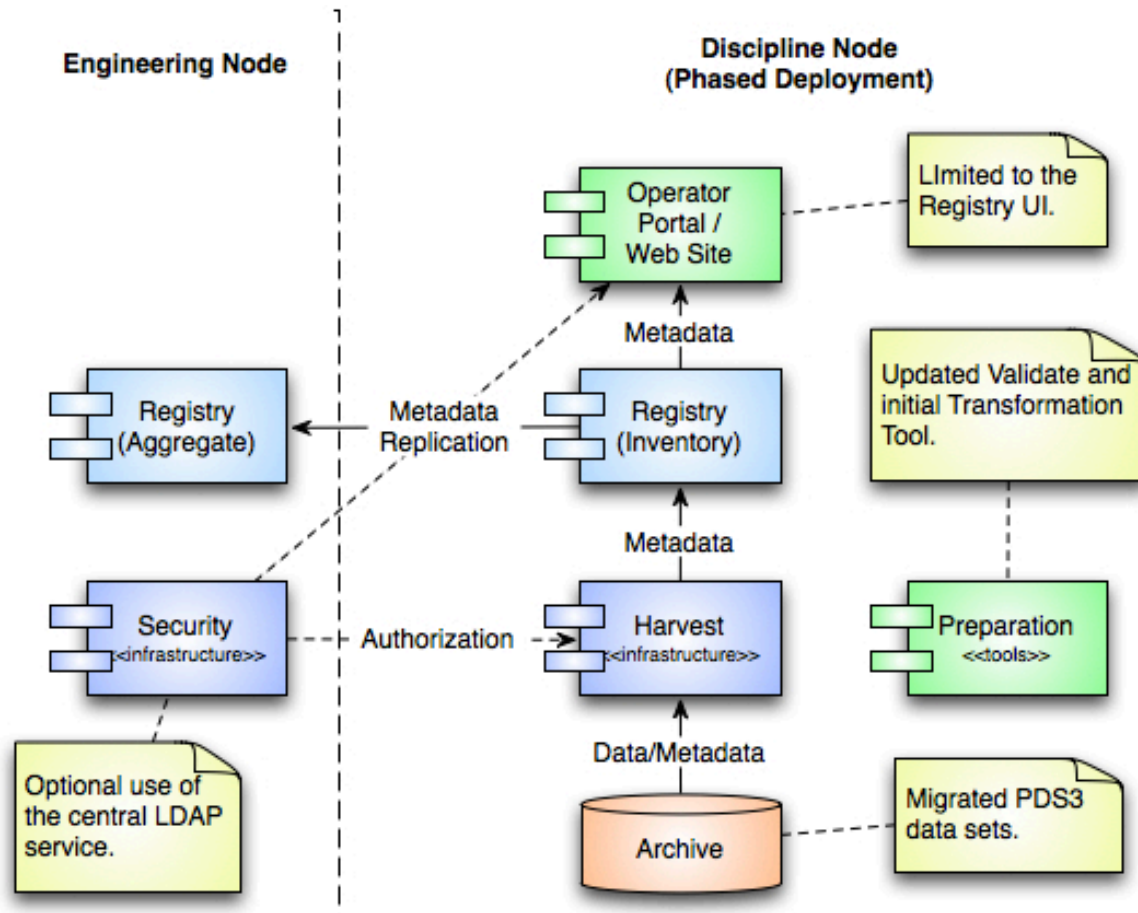 Engineering Node
Discipline Node
(Phased Deployment)
Operator
Portal /
Web Site
LImited to the
Registry UI.
Metadata
Registry
(Aggregate)
Metadata
Replication
Registry
(Inventory)
Updated Validate and
initial Transformation
Tool.
Metadata
Security
<<infrastructure>>
Authorization
Harvest
<<infrastructure>>
Preparation
<<tools>>
Optional use of
the central LDAP
service.
Data/Metadata
Archive
Migrated PDS3
data sets.